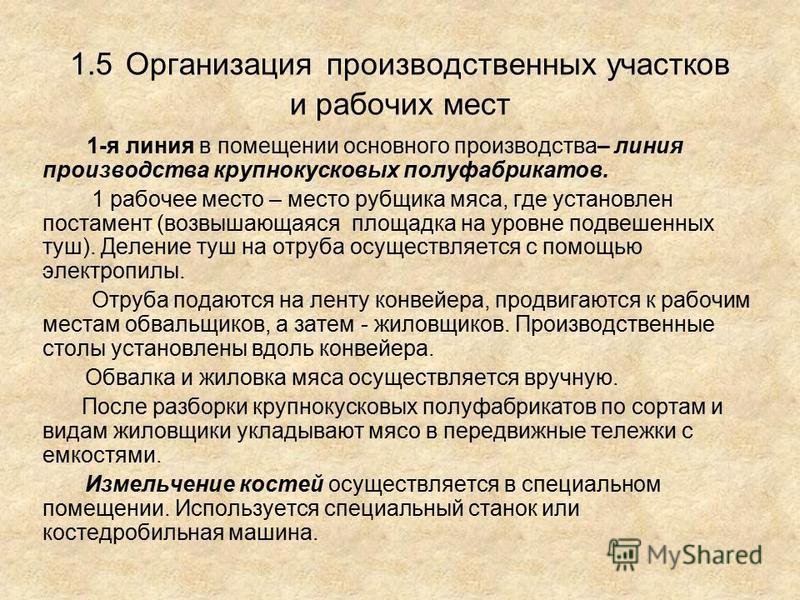 1.5 Организация производственных участков
и рабочих мест
1-я линия в помещении основного производства– линия
производства крупнокусковых полуфабрикатов.
1 рабочее место – место рубщика мяса, где установлен
постамент (возвышающаяся площадка на уровне подвешенных
туш). Деление туш на отруба осуществляется с помощью
электропилы.
Отруба подаются на ленту конвейера, продвигаются к рабочим
местам обвальщиков, а затем - жиловщиков. Производственные
столы установлены вдоль конвейера.
Обвалка и жиловка мяса осуществляется вручную.
После разборки крупнокусковых полуфабрикатов по сортам и
видам жиловщики укладывают мясо в передвижные тележки с
емкостями.
Измельчение костей осуществляется в специальном
помещении. Используется специальный станок или
костедробильная машина.
MyShared